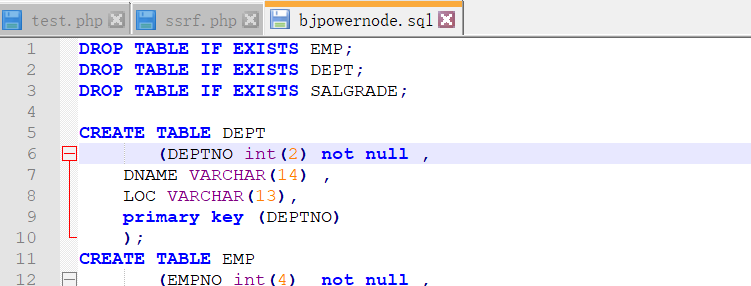 test.php ssrf.php bjpowernode.sql
1 DROP TABLE IF EXISTS EMP;
2 DROP TABLE IF EXISTS DEPT;
3 DROP TABLE IF EXISTS SALGRADE;
4
5 CREATE TABLE DEPT
6 (DEPTNO int(2) not null ,
7 DNAME VARCHAR(14) ,
8 LOC VARCHAR(13),
9 primary key (DEPTNO)
10 );
11 CREATE TABLE EMP
12 (EMPNO int(4) not null ,